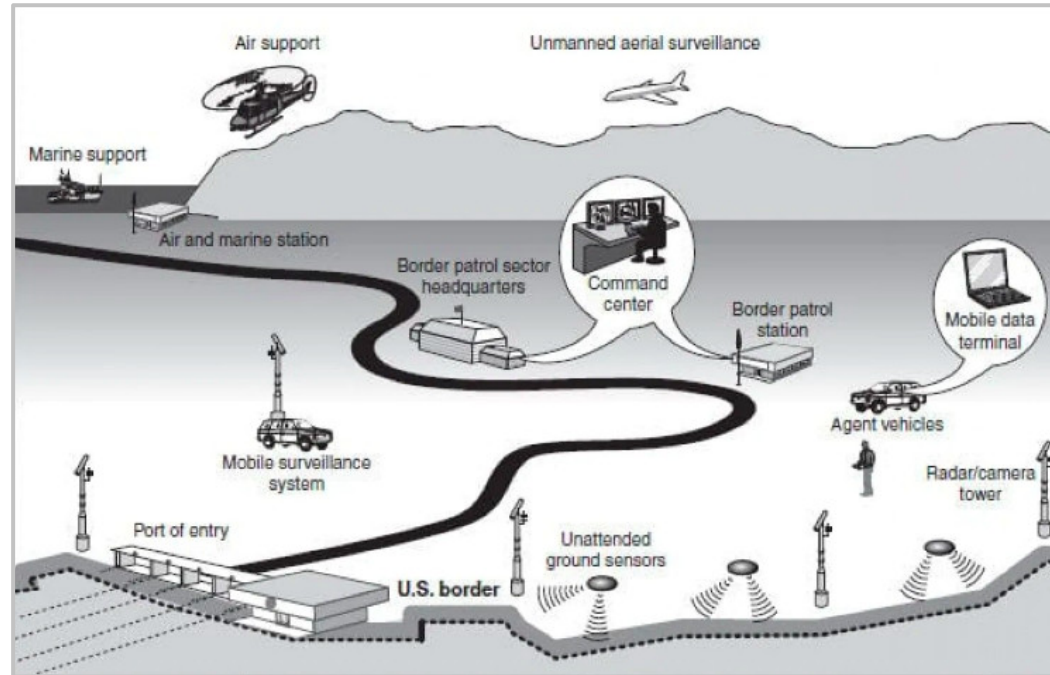 Air support
Unmanned aerial surveillance
Marine support
Air and marine station
Border patrol sector
headquarters
Command
center
Border patrol
station
Mobile data
terminal
Agent vehicles
Mobile surveillance
system
Radar/camera
tower
Port of entry
Unattended
ground sensors
U.S. border